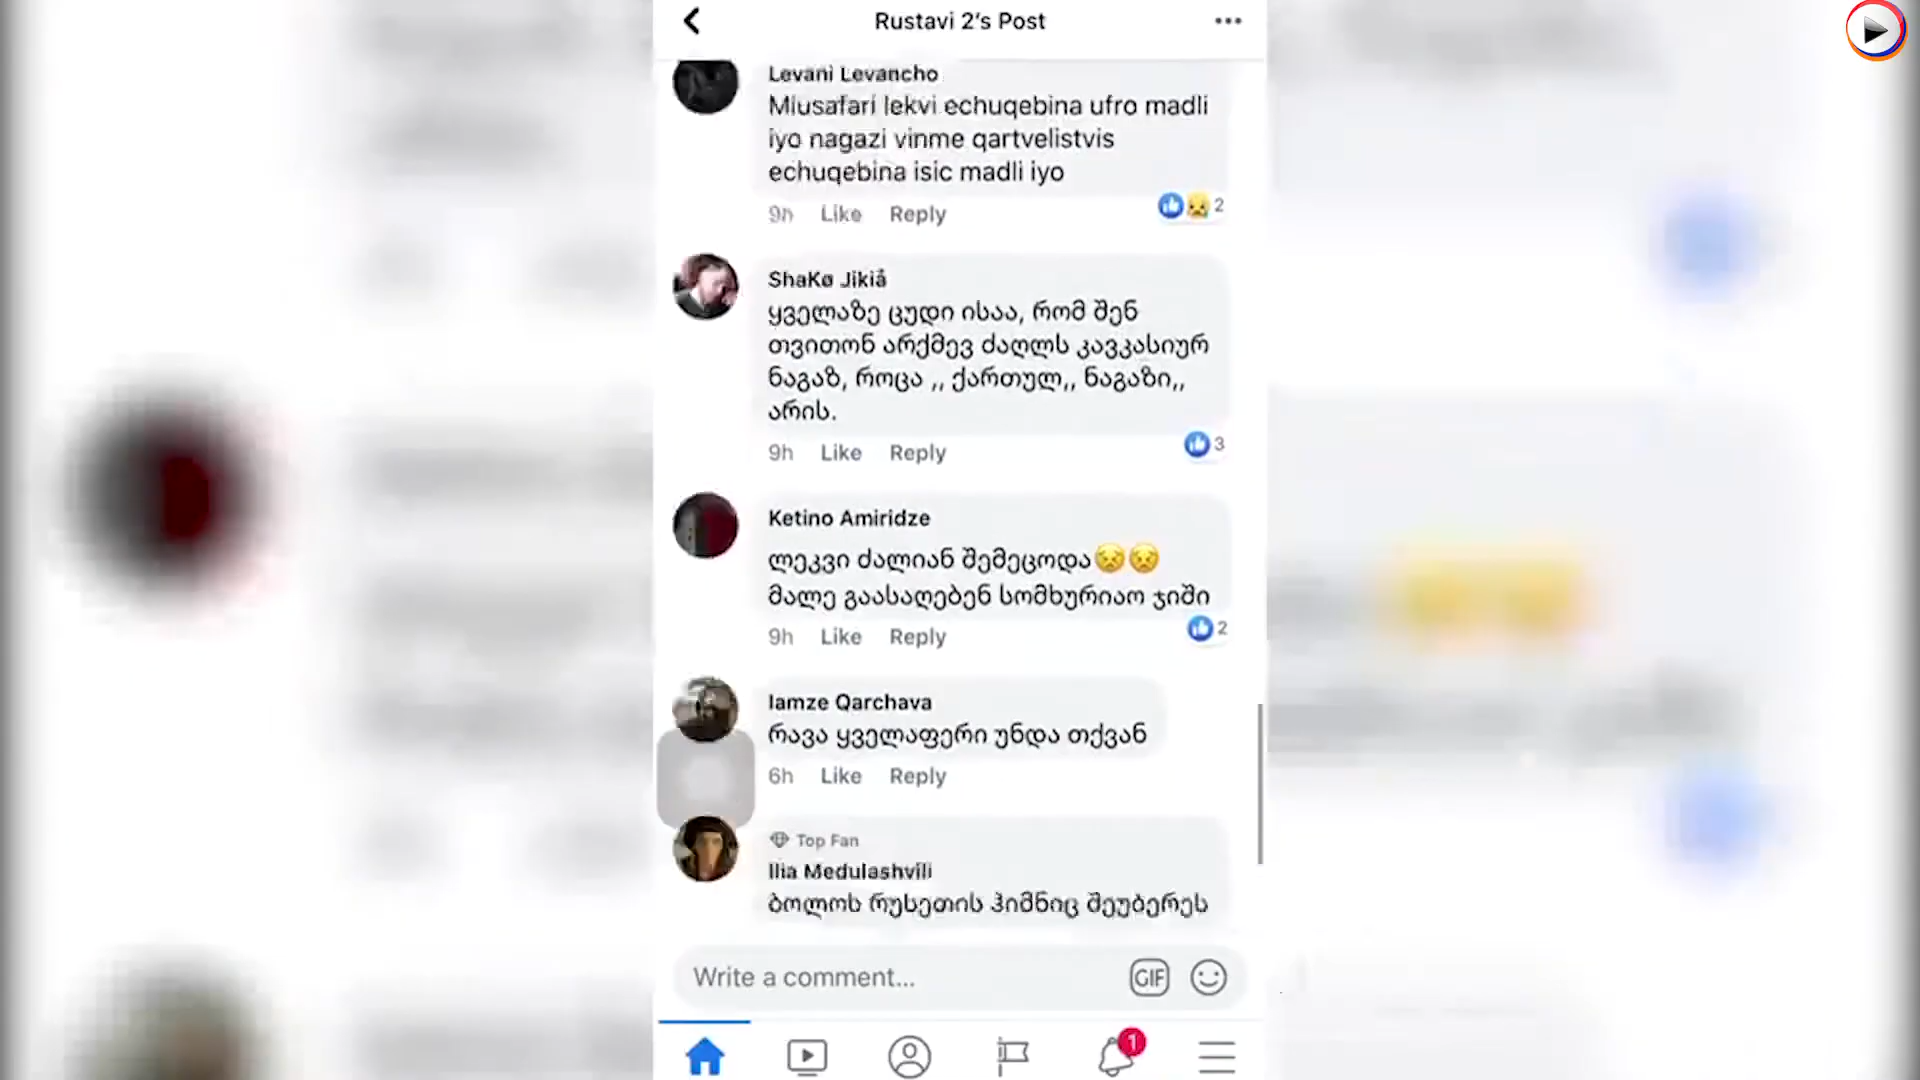 Rustavi 2's Post
Levani Levancho
Miusafari lekvi echuqebina ufro madli
iyo nagazi vinme qartvelistvis
echuqebina isic madli iyo
9h Like Reply 2
ShaKø Jikiå
ყველაზე ცუდი ისაა, რომ შენ
თვითონ არქმევ ძაღლს კავკასიურ
ნაგაზ, როცა ,, ქართულ,, ნაგაზი,,
არის.
9h Like Reply 3
Ketino Amiridze
ლეკვი ძალიან შემეცოდა😣😣
მალე გაასაღებენ სომხურიაო ჯიში
9h Like Reply 2
Iamze Qarchava
რავა ყველაფერი უნდა თქვან
6h Like Reply
Top Fan
Ilia Medulashvili
ბოლოს რუსეთის ჰიმნიც შეუბერეს
Write a comment...
GIF
1